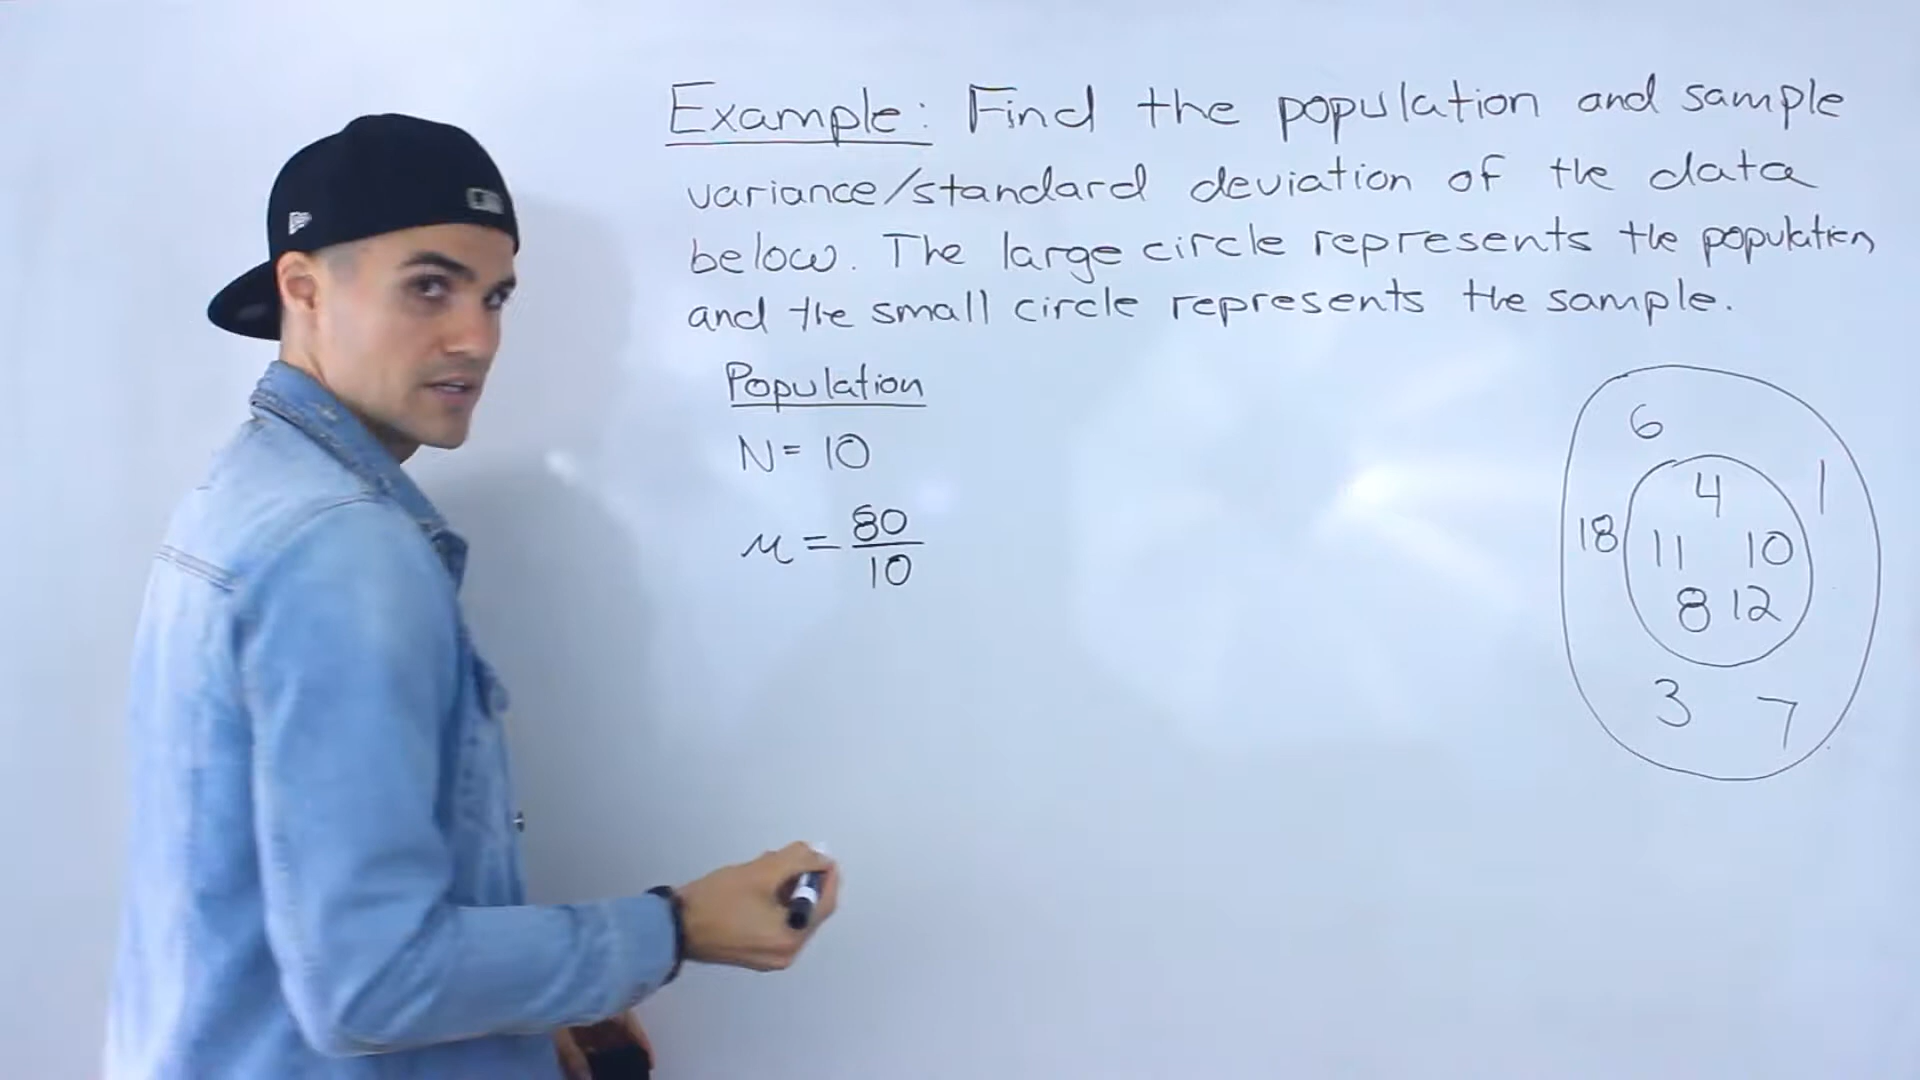 Example: Find the population and sample
variance/standard deviation of the data
below. The large circle represents the population
and the small circle represents the sample.
Population
N = 10
μ = 80/10
6
1
4
18
11 10
8 12
3 7